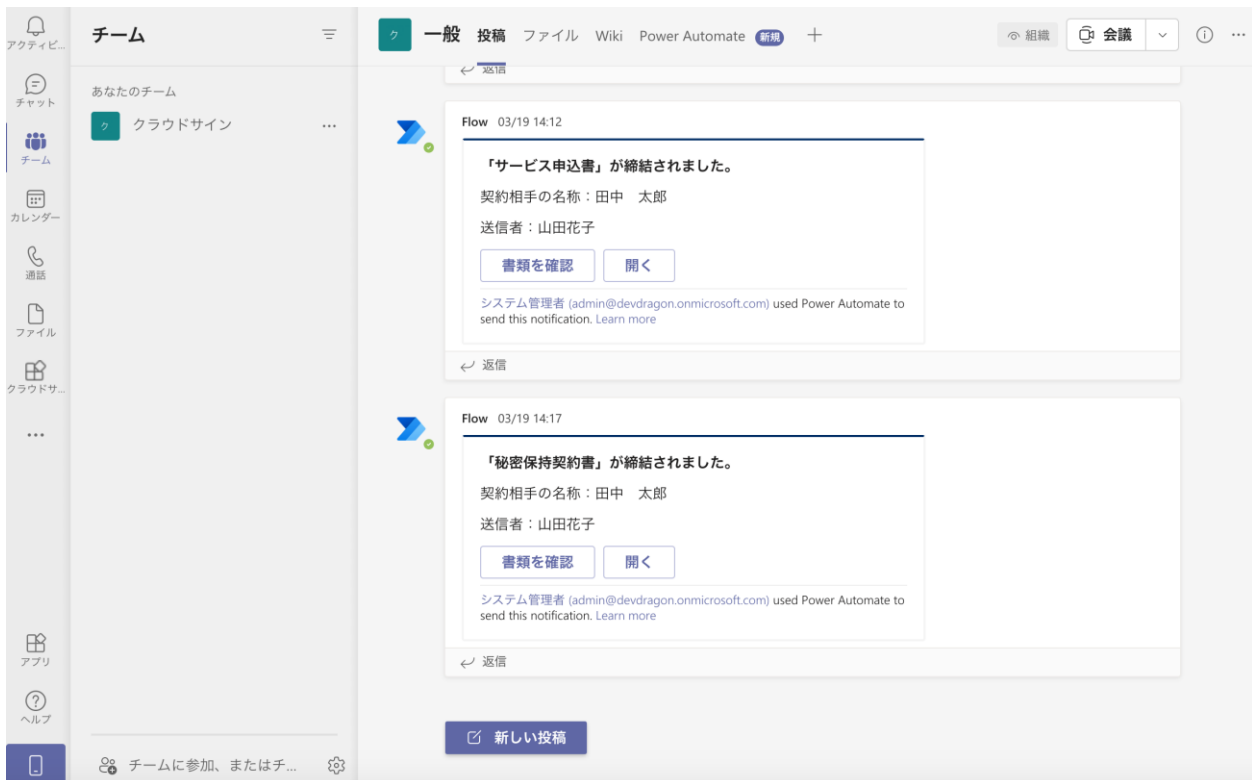 アクティビ...
チャット
チーム
カレンダー
通話
ファイル
クラウドサ...
アプリ
ヘルプ
チーム
あなたのチーム
ク クラウドサイン
チームに参加、またはチ...
ク 一般 投稿 ファイル Wiki Power Automate 新規
組織 会議
返信
Flow 03/19 14:12
「サービス申込書」が締結されました。
契約相手の名称：田中　太郎
送信者：山田花子
書類を確認 開く
システム管理者 (admin@devdragon.onmicrosoft.com) used Power Automate to
send this notification. Learn more
返信
Flow 03/19 14:17
「秘密保持契約書」が締結されました。
契約相手の名称：田中　太郎
送信者：山田花子
書類を確認 開く
システム管理者 (admin@devdragon.onmicrosoft.com) used Power Automate to
send this notification. Learn more
返信
新しい投稿